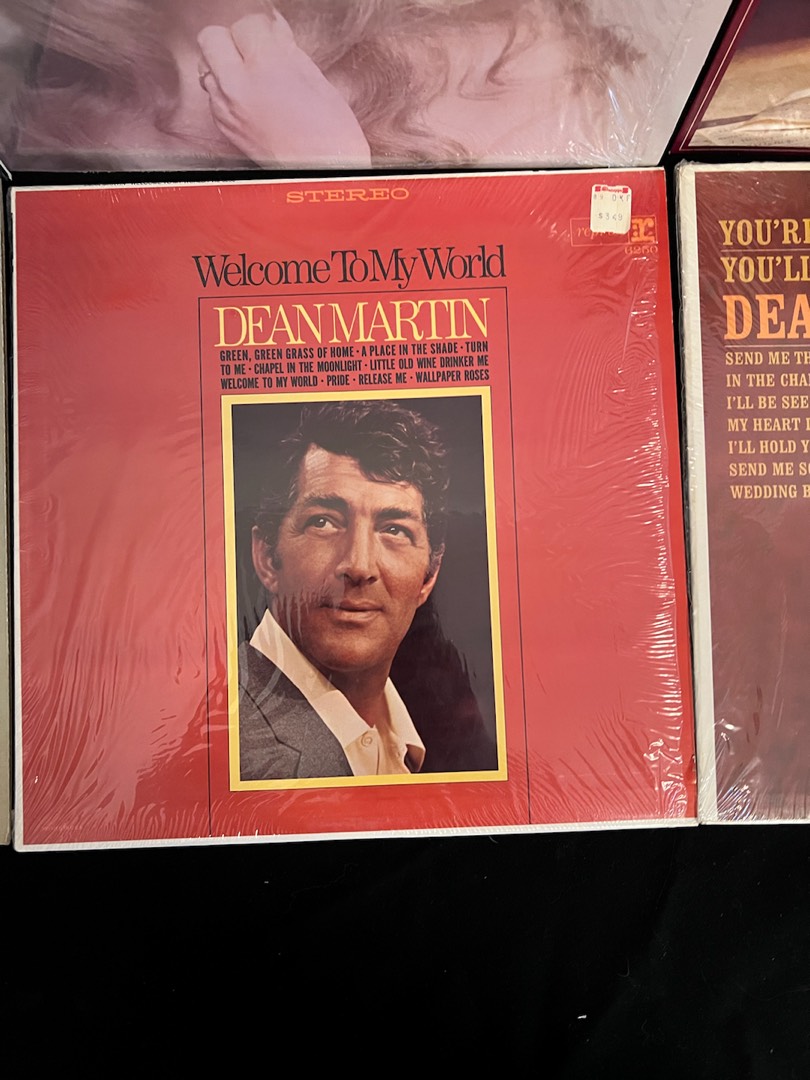 STEREO
$3.49
6250
Welcome To My World
DEAN MARTIN
GREEN, GREEN GRASS OF HOME · A PLACE IN THE SHADE · TURN
TO ME · CHAPEL IN THE MOONLIGHT · LITTLE OLD WINE DRINKER ME
WELCOME TO MY WORLD · PRIDE · RELEASE ME · WALLPAPER ROSES
YOU'RE
YOU'LL
DEA
SEND ME TH
IN THE CHA
I'LL BE SEE
MY HEART I
I'LL HOLD Y
SEND ME SO
WEDDING B